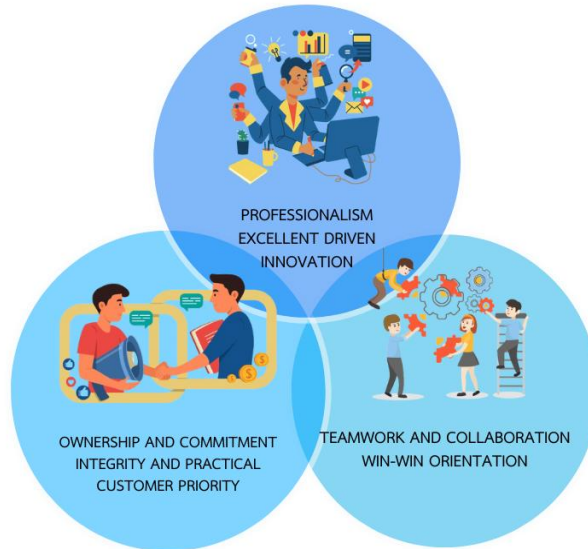 PROFESSIONALISM
EXCELLENT DRIVEN
INNOVATION
OWNERSHIP AND COMMITMENT
INTEGRITY AND PRACTICAL
CUSTOMER PRIORITY
TEAMWORK AND COLLABORATION
WIN-WIN ORIENTATION